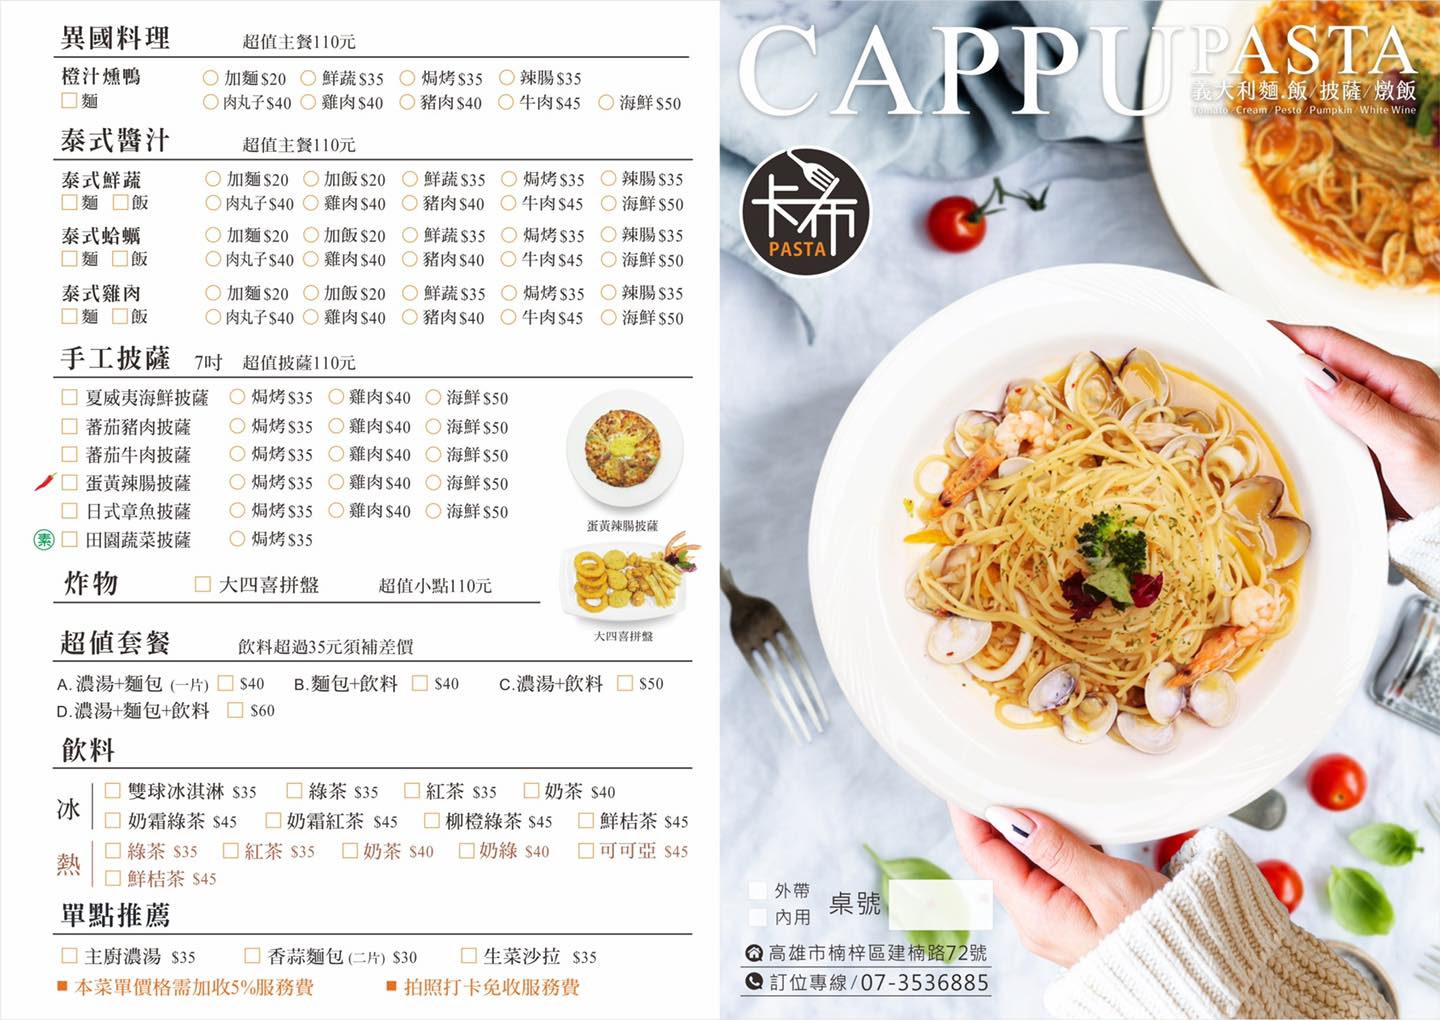 異國料理 超值主餐110元
橙汁燻鴨 加麵$20 鮮蔬$35 焗烤$35 辣腸$35
麵 肉丸子$40 雞肉$40 豬肉$40 牛肉$45 海鮮$50
泰式醬汁 超值主餐110元
泰式鮮蔬 加麵$20 加飯$20 鮮蔬$35 焗烤$35 辣腸$35
麵 飯 肉丸子$40 雞肉$40 豬肉$40 牛肉$45 海鮮$50
泰式蛤蠣 加麵$20 加飯$20 鮮蔬$35 焗烤$35 辣腸$35
麵 飯 肉丸子$40 雞肉$40 豬肉$40 牛肉$45 海鮮$50
泰式雞肉 加麵$20 加飯$20 鮮蔬$35 焗烤$35 辣腸$35
麵 飯 肉丸子$40 雞肉$40 豬肉$40 牛肉$45 海鮮$50
手工披薩 7吋 超值披薩110元
夏威夷海鮮披薩 焗烤$35 雞肉$40 海鮮$50
蕃茄豬肉披薩 焗烤$35 雞肉$40 海鮮$50
蕃茄牛肉披薩 焗烤$35 雞肉$40 海鮮$50
蛋黃辣腸披薩 焗烤$35 雞肉$40 海鮮$50
日式章魚披薩 焗烤$35 雞肉$40 海鮮$50
素 田園蔬菜披薩 焗烤$35
蛋黃辣腸披薩
炸物 大四喜拼盤 超值小點110元
大四喜拼盤
超值套餐 飲料超過35元須補差價
A.濃湯+麵包 (一片) $40 B.麵包+飲料 $40 C.濃湯+飲料 $50
D.濃湯+麵包+飲料 $60
飲料
冰 雙球冰淇淋 $35 綠茶 $35 紅茶 $35 奶茶 $40
奶霜綠茶 $45 奶霜紅茶 $45 柳橙綠茶 $45 鮮桔茶 $45
熱 綠茶 $35 紅茶 $35 奶茶 $40 奶綠 $40 可可亞 $45
鮮桔茶 $45
單點推薦
主廚濃湯 $35 香蒜麵包(二片) $30 生菜沙拉 $35
本菜單價格需加收5%服務費 拍照打卡免收服務費
CAPPU PASTA
義大利麵.飯/披薩/燉飯
Tomato/Cream/Pesto/Pumpkin/White Wine
卡布
PASTA
外帶
內用
桌號
高雄市楠梓區建楠路72號
訂位專線/07-3536885